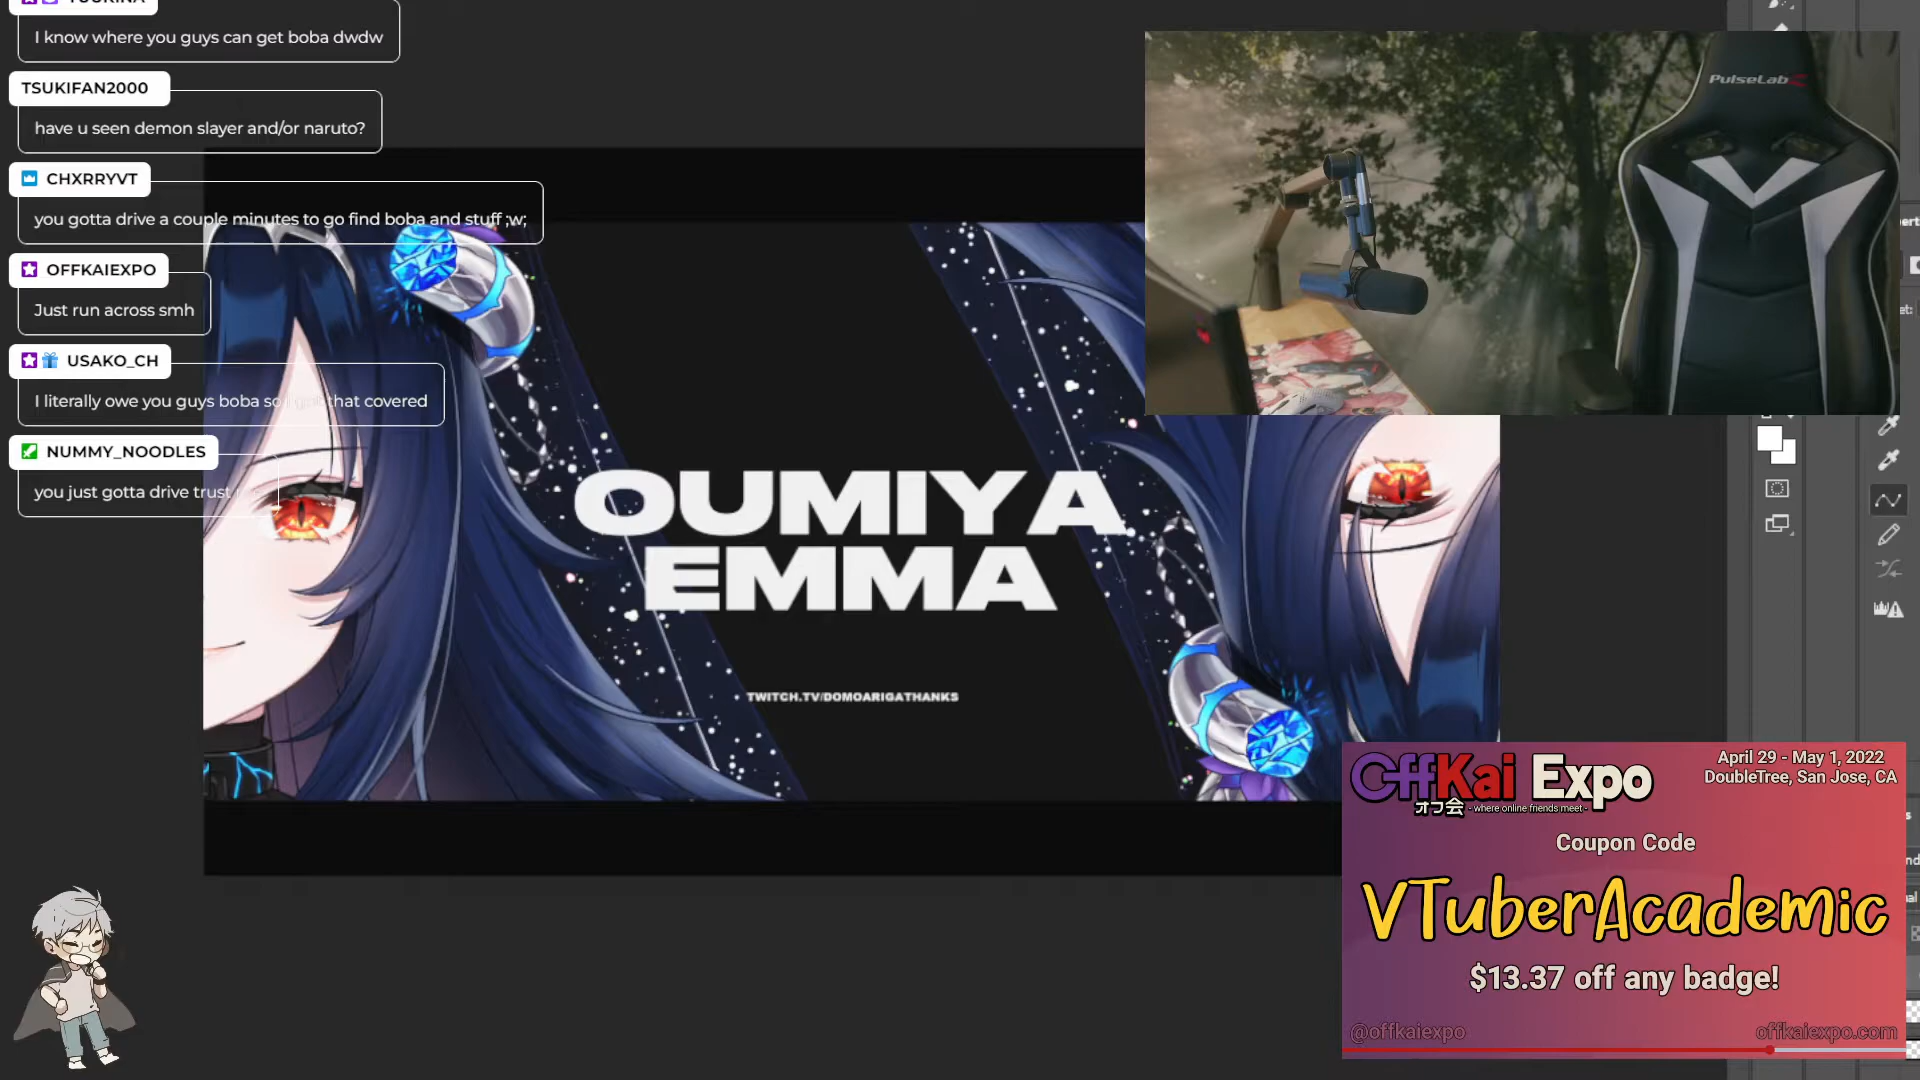 I know where you guys can get boba dwdw
TSUKIFAN2000
have u seen demon slayer and/or naruto?
CHXRRYVT
you gotta drive a couple minutes to go find boba and stuff ;w;
OFFKAIEXPO
Just run across smh
USAKO_CH
I literally owe you guys boba so I got that covered
NUMMY_NOODLES
you just gotta drive trust
PulseLabZ
OUMIYA
EMMA
TWITCH.TV/DOMOARIGATHANKS
OffKai Expo
オフ会 - where online friends meet -
April 29 - May 1, 2022
DoubleTree, San Jose, CA
Coupon Code
VTuberAcademic
$13.37 off any badge!
@offkaiexpo
offkaiexpo.com